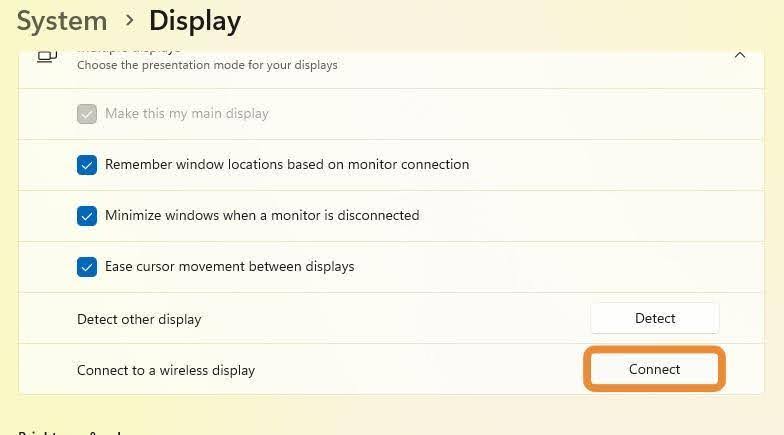 System > Display
Choose the presentation mode for your displays
Make this my main display
Remember window locations based on monitor connection
Minimize windows when a monitor is disconnected
Ease cursor movement between displays
Detect other display
Detect
Connect to a wireless display
Connect